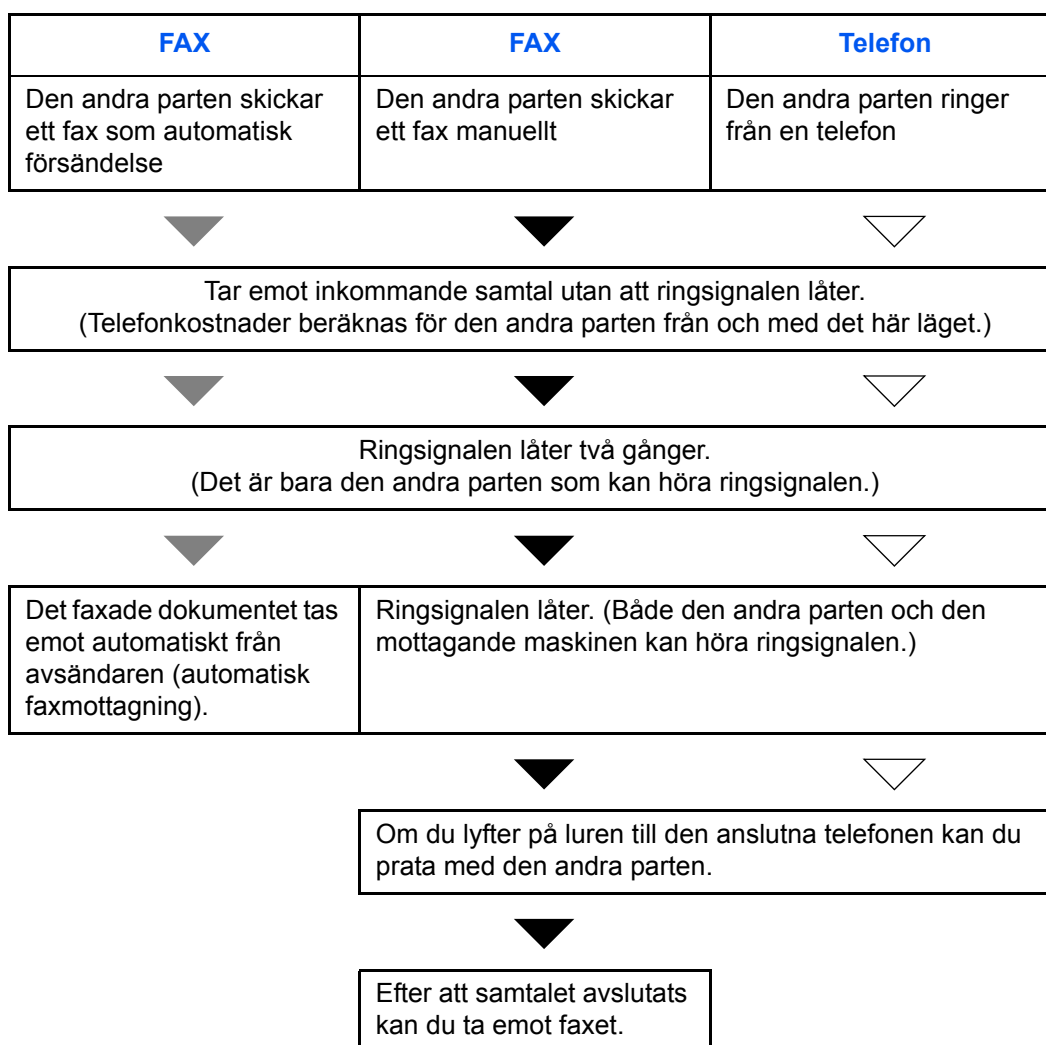 FAX
FAX
Telefon
Den andra parten skickar
ett fax som automatisk
försändelse
Den andra parten skickar
ett fax manuellt
Den andra parten ringer
från en telefon
Tar emot inkommande samtal utan att ringsignalen låter.
(Telefonkostnader beräknas för den andra parten från och med det här läget.)
Ringsignalen låter två gånger.
(Det är bara den andra parten som kan höra ringsignalen.)
Det faxade dokumentet tas
emot automatiskt från
avsändaren (automatisk
faxmottagning).
Ringsignalen låter. (Både den andra parten och den
mottagande maskinen kan höra ringsignalen.)
Om du lyfter på luren till den anslutna telefonen kan du
prata med den andra parten.
Efter att samtalet avslutats
kan du ta emot faxet.